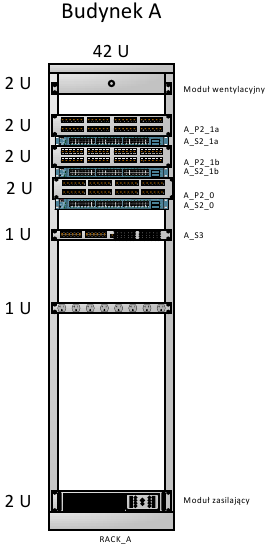 Budynek A
42 U
2 U
Moduł wentylacyjny
2 U
A_P2_1a
A_S2_1a
2 U
A_P2_1b
A_S2_1b
2 U
A_P2_0
A_S2_0
1 U
A_S3
1 U
2 U
Moduł zasilający
RACK_A